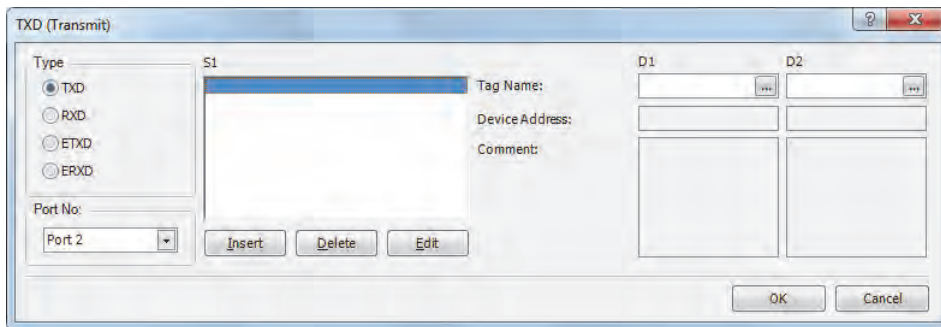 TXD (Transmit)
Type
TXD
RXD
ETXD
ERXD
Port No:
Port 2
S1
Insert Delete Edit
D1 D2
Tag Name: ... ...
Device Address:
Comment:
OK Cancel